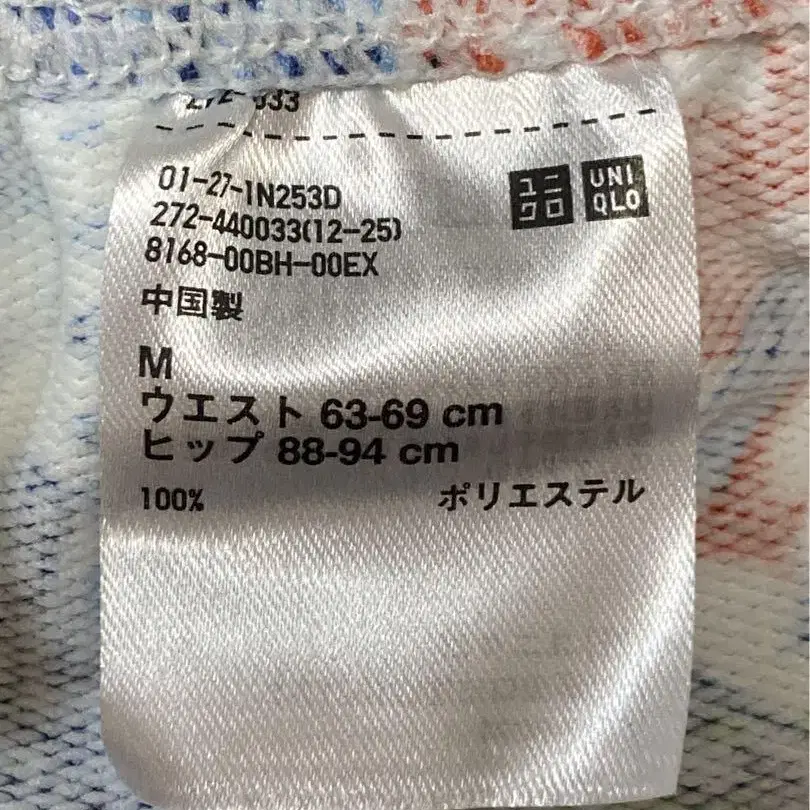 01-27-1N253D
272-440033(12-25)
8168-00BH-00EX
ユニ
クロ
UNI
QLO
中国製
M
ウエスト 63-69 cm
ヒップ 88-94 cm
100% ポリエステル